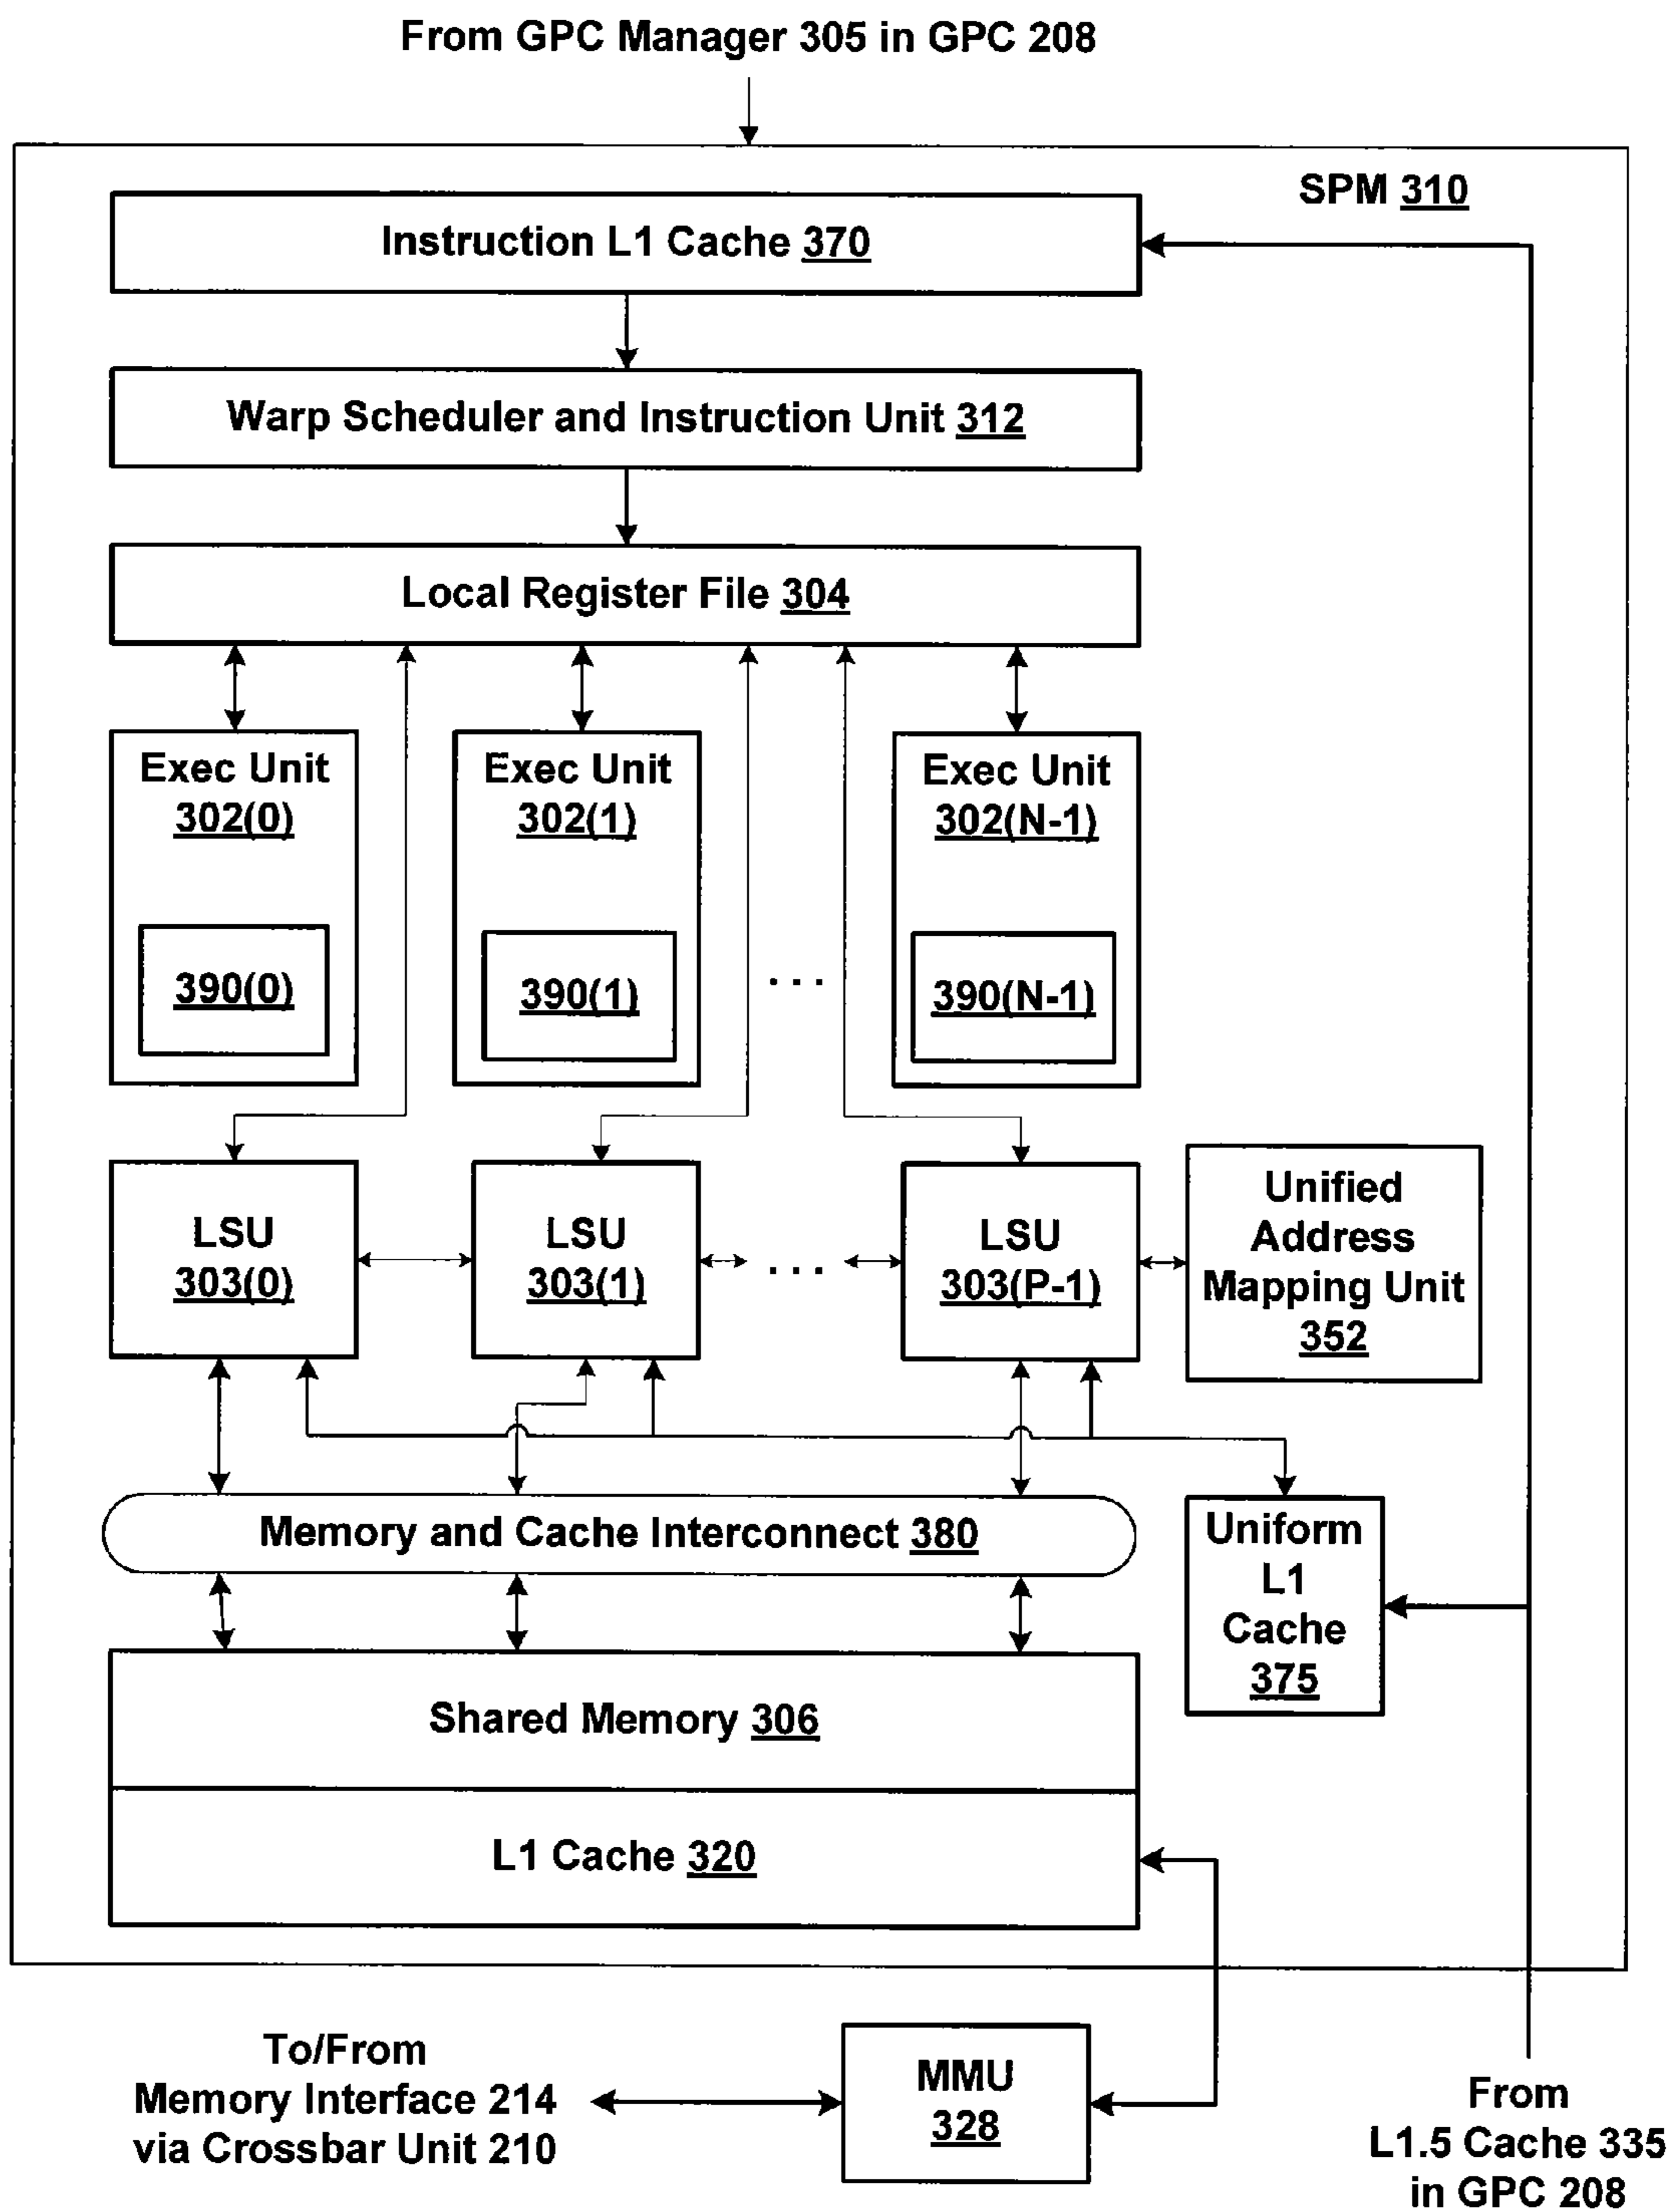 From GPC Manager 305 in GPC 208
SPM 310
Instruction L1 Cache 370
Warp Scheduler and Instruction Unit 312
Local Register File 304
Exec Unit
302(0)
390(0)
Exec Unit
302(1)
390(1)
...
Exec Unit
302(N-1)
390(N-1)
LSU
303(0)
LSU
303(1)
...
LSU
303(P-1)
Unified
Address
Mapping Unit
352
Memory and Cache Interconnect 380
Uniform
L1
Cache
375
Shared Memory 306
L1 Cache 320
To/From
Memory Interface 214
via Crossbar Unit 210
MMU
328
From
L1.5 Cache 335
in GPC 208